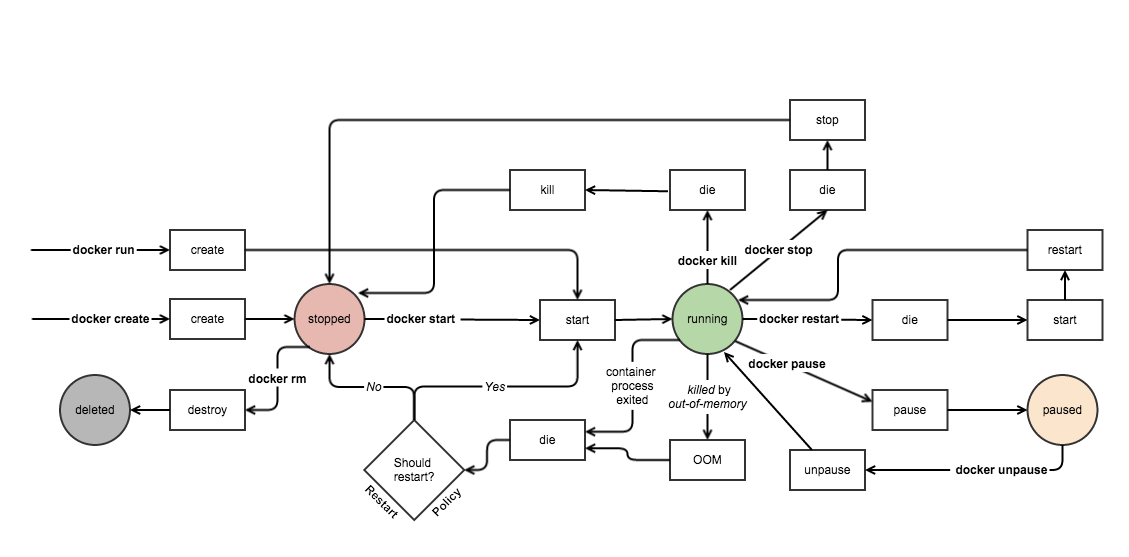 stop
kill
die
die
docker run
create
docker kill
docker stop
restart
docker create
create
stopped
docker start
start
running
docker restart
die
start
docker rm
No
Yes
container
process
exited
killed by
out-of-memory
docker pause
deleted
destroy
pause
paused
die
Should
restart?
Restart
Policy
OOM
unpause
docker unpause